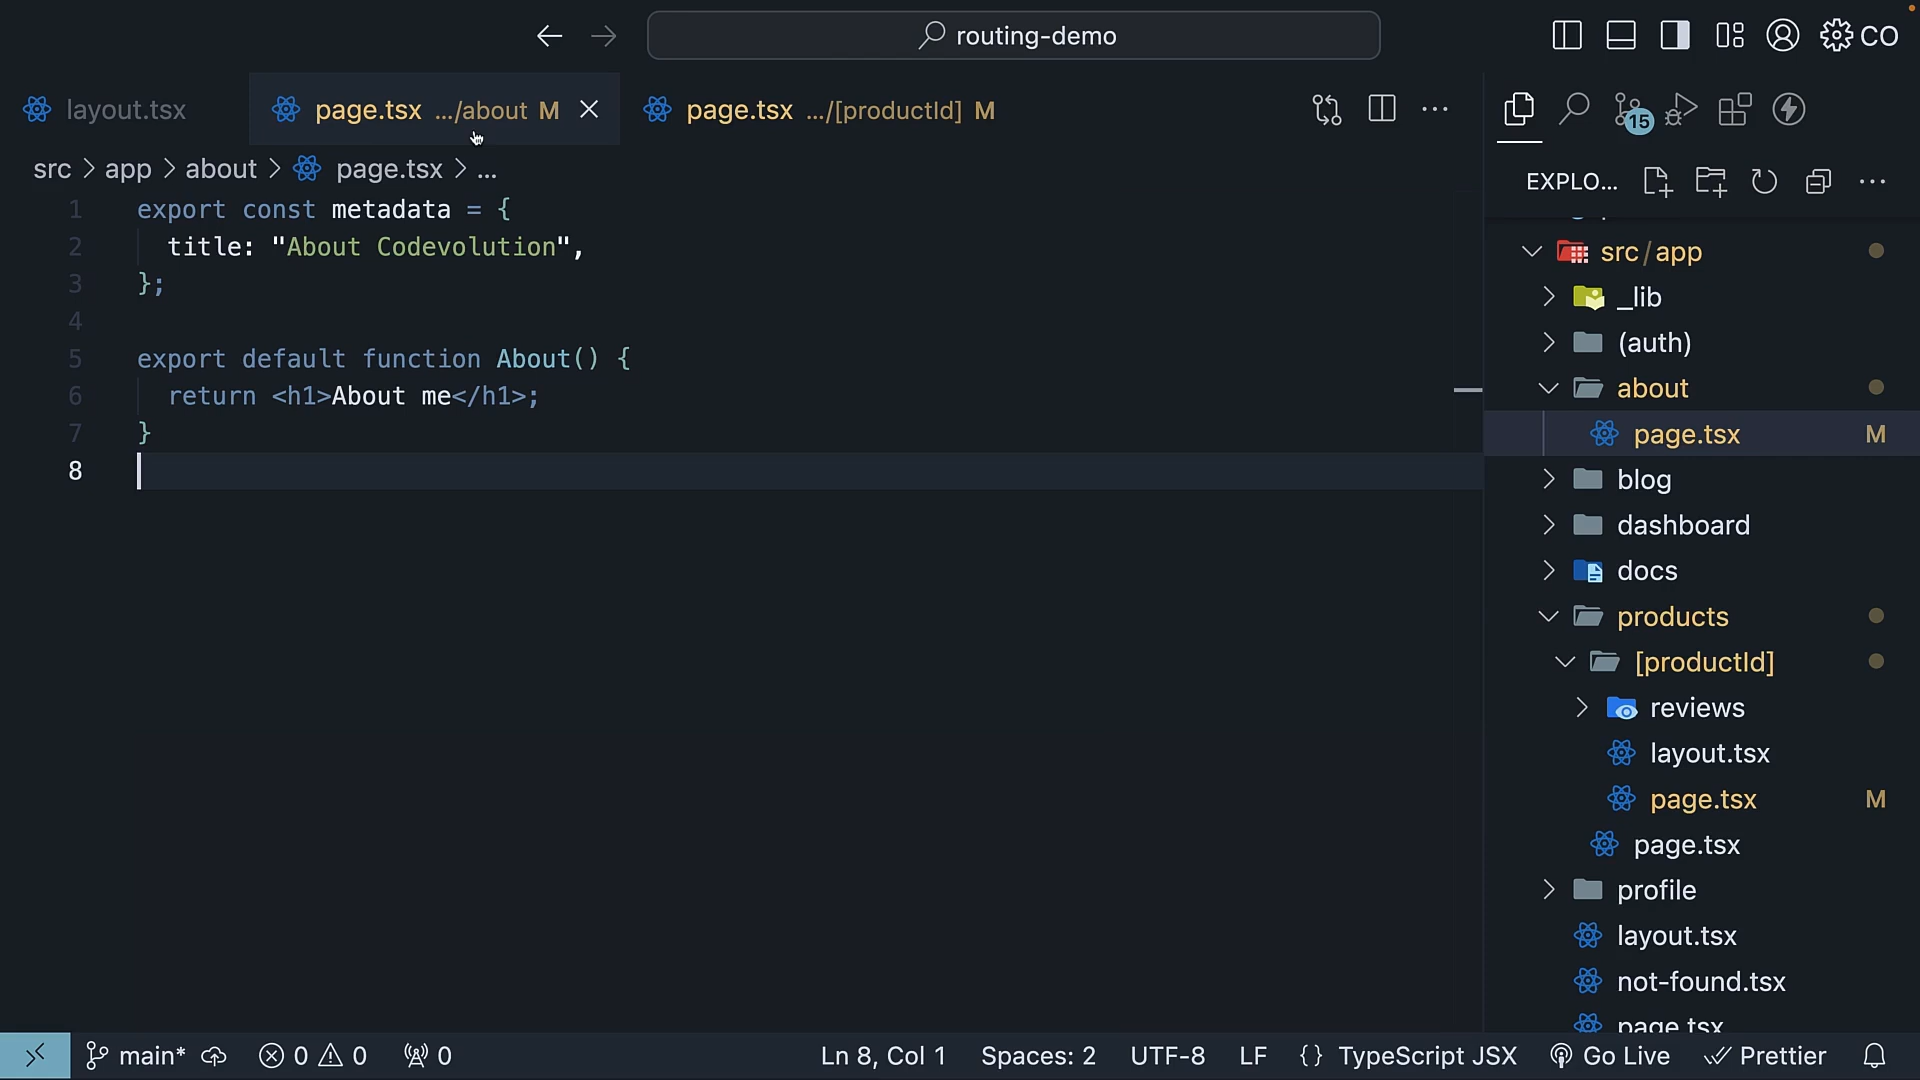 routing-demo
CO
layout.tsx
page.tsx .../about M
page.tsx .../[productId] M
15
src > app > about > page.tsx > ...
EXPLO...
1 export const metadata = {
2 title: "About Codevolution",
3 };
4
5 export default function About() {
6 return <h1>About me</h1>;
7 }
8
src/app
_lib
(auth)
about
page.tsx M
blog
dashboard
docs
products
[productId]
reviews
layout.tsx
page.tsx M
page.tsx
profile
layout.tsx
not-found.tsx
page.tsx
main* 0 0 0 Ln 8, Col 1 Spaces: 2 UTF-8 LF {} TypeScript JSX Go Live Prettier